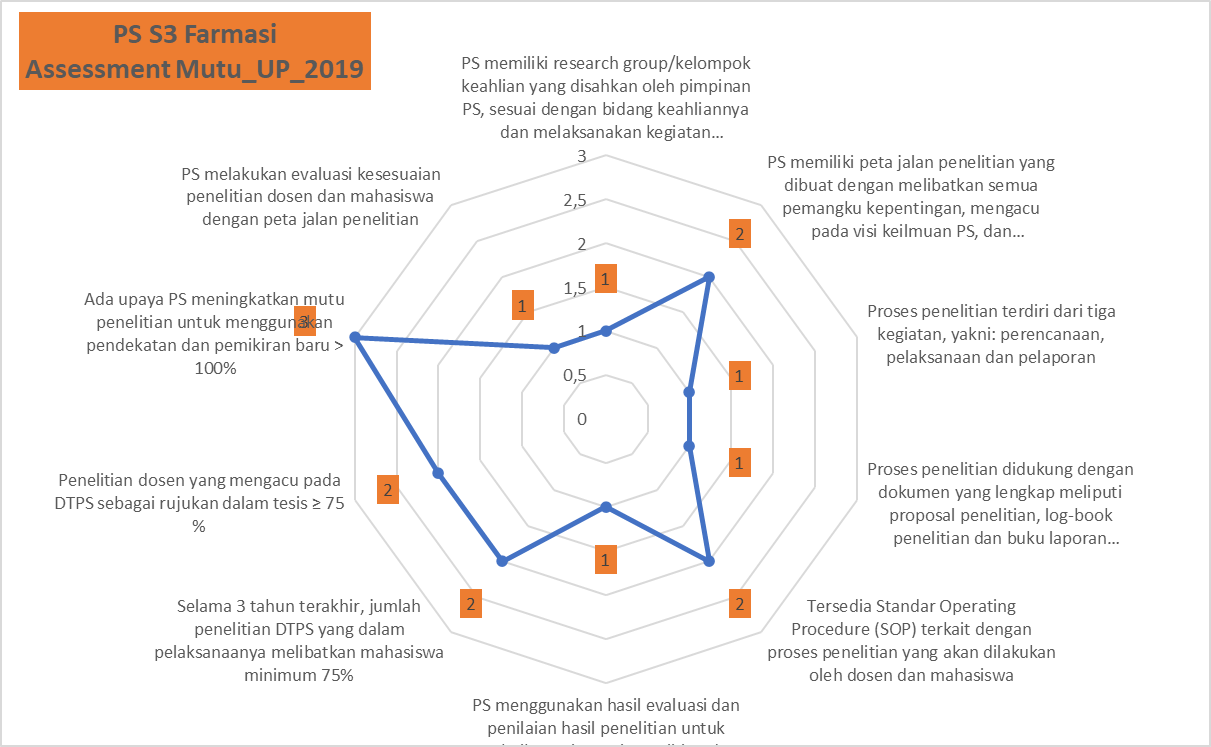 PS S3 Farmasi
Assessment Mutu_UP_2019
PS memiliki research group/kelompok
keahlian yang disahkan oleh pimpinan
PS, sesuai dengan bidang keahliannya
dan melaksanakan kegiatan…
PS memiliki peta jalan penelitian yang
dibuat dengan melibatkan semua
pemangku kepentingan, mengacu
pada visi keilmuan PS, dan…
Proses penelitian terdiri dari tiga
kegiatan, yakni: perencanaan,
pelaksanaan dan pelaporan
Proses penelitian didukung dengan
dokumen yang lengkap meliputi
proposal penelitian, log-book
penelitian dan buku laporan…
Tersedia Standar Operating
Procedure (SOP) terkait dengan
proses penelitian yang akan dilakukan
oleh dosen dan mahasiswa
PS menggunakan hasil evaluasi dan
penilaian hasil penelitian untuk
Selama 3 tahun terakhir, jumlah
penelitian DTPS yang dalam
pelaksanaanya melibatkan mahasiswa
minimum 75%
Penelitian dosen yang mengacu pada
DTPS sebagai rujukan dalam tesis ≥ 75
%
Ada upaya PS meningkatkan mutu
penelitian untuk menggunakan
pendekatan dan pemikiran baru >
100%
PS melakukan evaluasi kesesuaian
penelitian dosen dan mahasiswa
dengan peta jalan penelitian
3
2,5
2
1,5
1
0,5
0
1
2
1
1
2
1
2
2
3
1